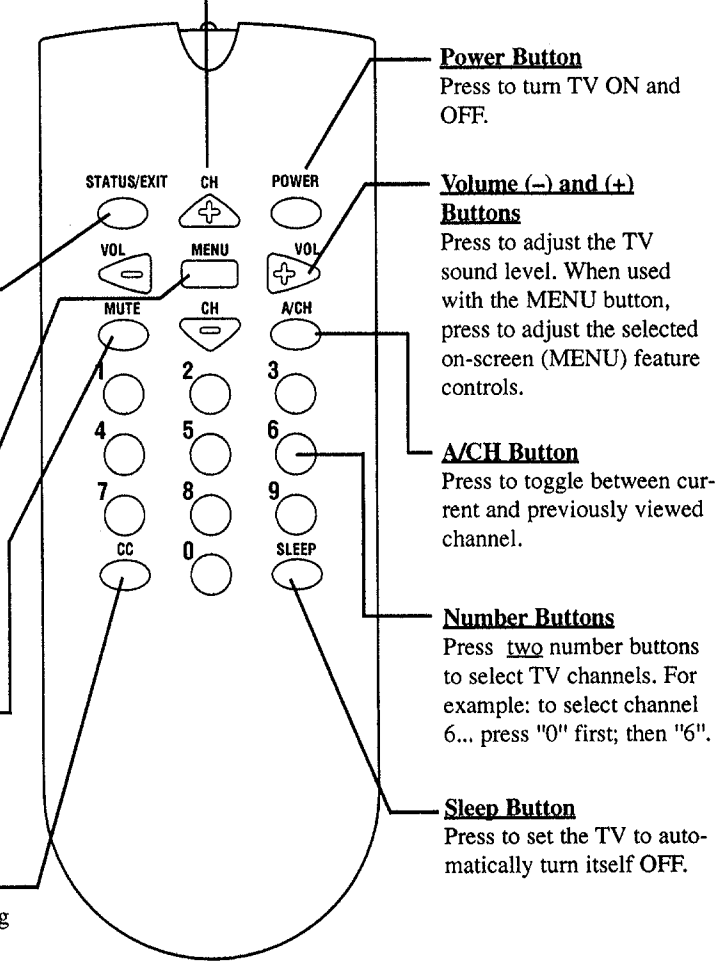 STATUS/EXIT CH POWER
VOL MENU VOL
MUTE CH A/CH
1 2 3
4 5 6
7 8 9
CC 0 SLEEP
Power Button
Press to turn TV ON and
OFF.
Volume (–) and (+)
Buttons
Press to adjust the TV
sound level. When used
with the MENU button,
press to adjust the selected
on-screen (MENU) feature
controls.
A/CH Button
Press to toggle between cur-
rent and previously viewed
channel.
Number Buttons
Press two number buttons
to select TV channels. For
example: to select channel
6... press "0" first; then "6".
Sleep Button
Press to set the TV to auto-
matically turn itself OFF.
g